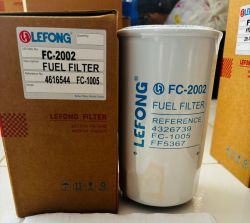 LEFONG
FC-2002
FUEL FILTER
4616544 FC-1005
LEFONG FILTER
LEFONG
FC-2002
FUEL FILTER
REFERENCE
4326739
FC-1005
FF5367